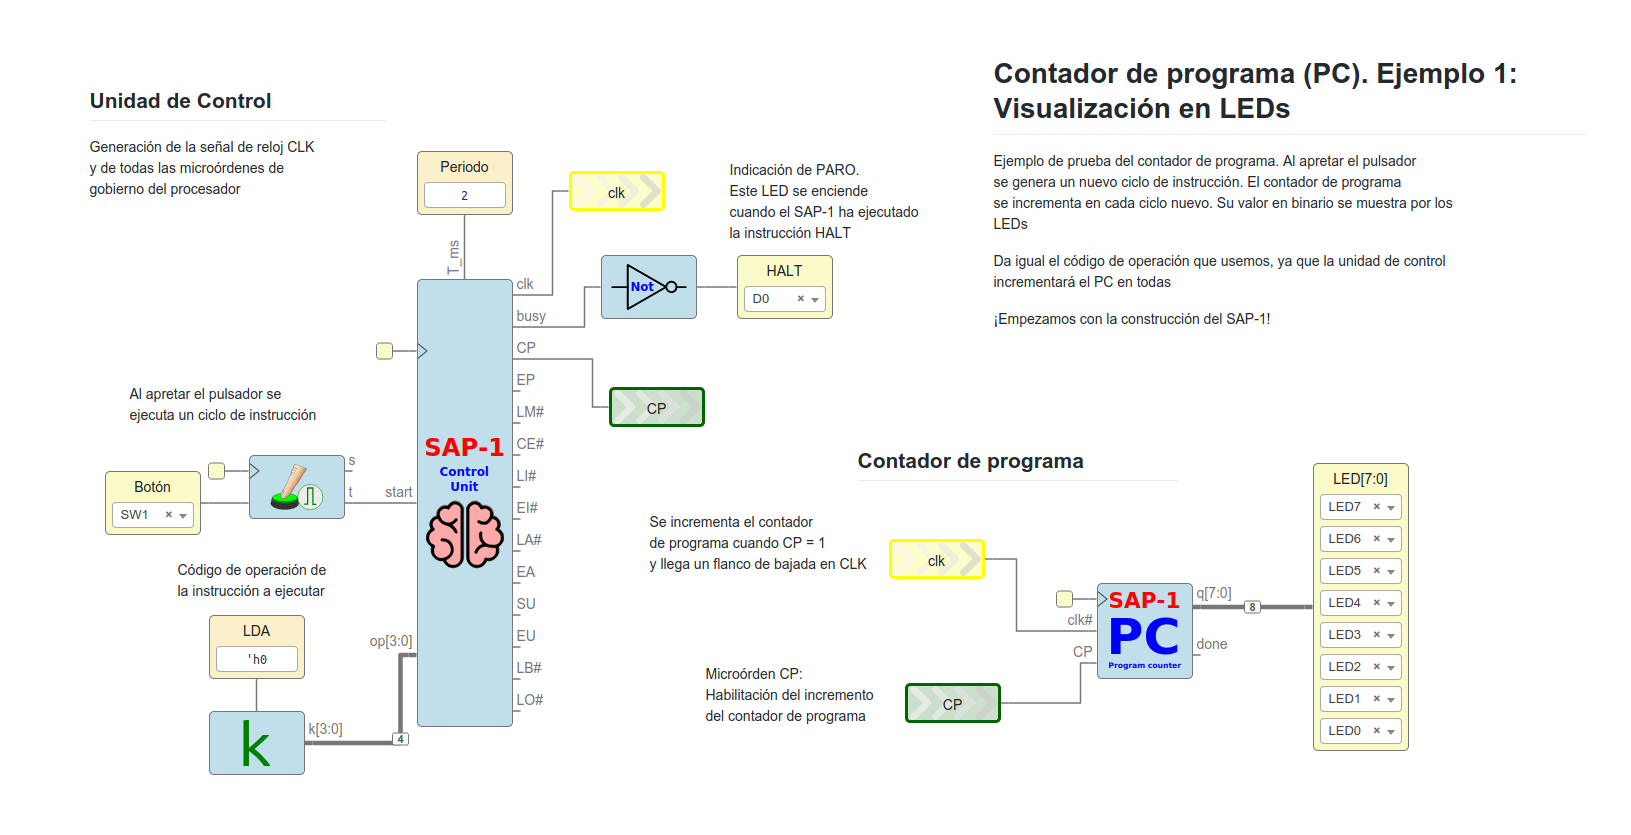 Contador de programa (PC). Ejemplo 1:
Visualización en LEDs
Ejemplo de prueba del contador de programa. Al apretar el pulsador
se genera un nuevo ciclo de instrucción. El contador de programa
se incrementa en cada ciclo nuevo. Su valor en binario se muestra por los
LEDs
Da igual el código de operación que usemos, ya que la unidad de control
incrementará el PC en todas
¡Empezamos con la construcción del SAP-1!
Unidad de Control
Generación de la señal de reloj CLK
y de todas las microórdenes de
gobierno del procesador
Periodo
2
T_ms
clk
Indicación de PARO.
Este LED se enciende
cuando el SAP-1 ha ejecutado
la instrucción HALT
Not
HALT
D0
clk
busy
CP
EP
LM#
CE#
LI#
EI#
LA#
EA
SU
EU
LB#
LO#
CP
SAP-1
Control
Unit
start
op[3:0]
Al apretar el pulsador se
ejecuta un ciclo de instrucción
Botón
SW1
s
t
Código de operación de
la instrucción a ejecutar
LDA
'h0
k
k[3:0]
4
Contador de programa
Se incrementa el contador
de programa cuando CP = 1
y llega un flanco de bajada en CLK
clk
Microórden CP:
Habilitación del incremento
del contador de programa
CP
clk#
CP
SAP-1
PC
Program counter
q[7:0]
done
8
LED[7:0]
LED7
LED6
LED5
LED4
LED3
LED2
LED1
LED0